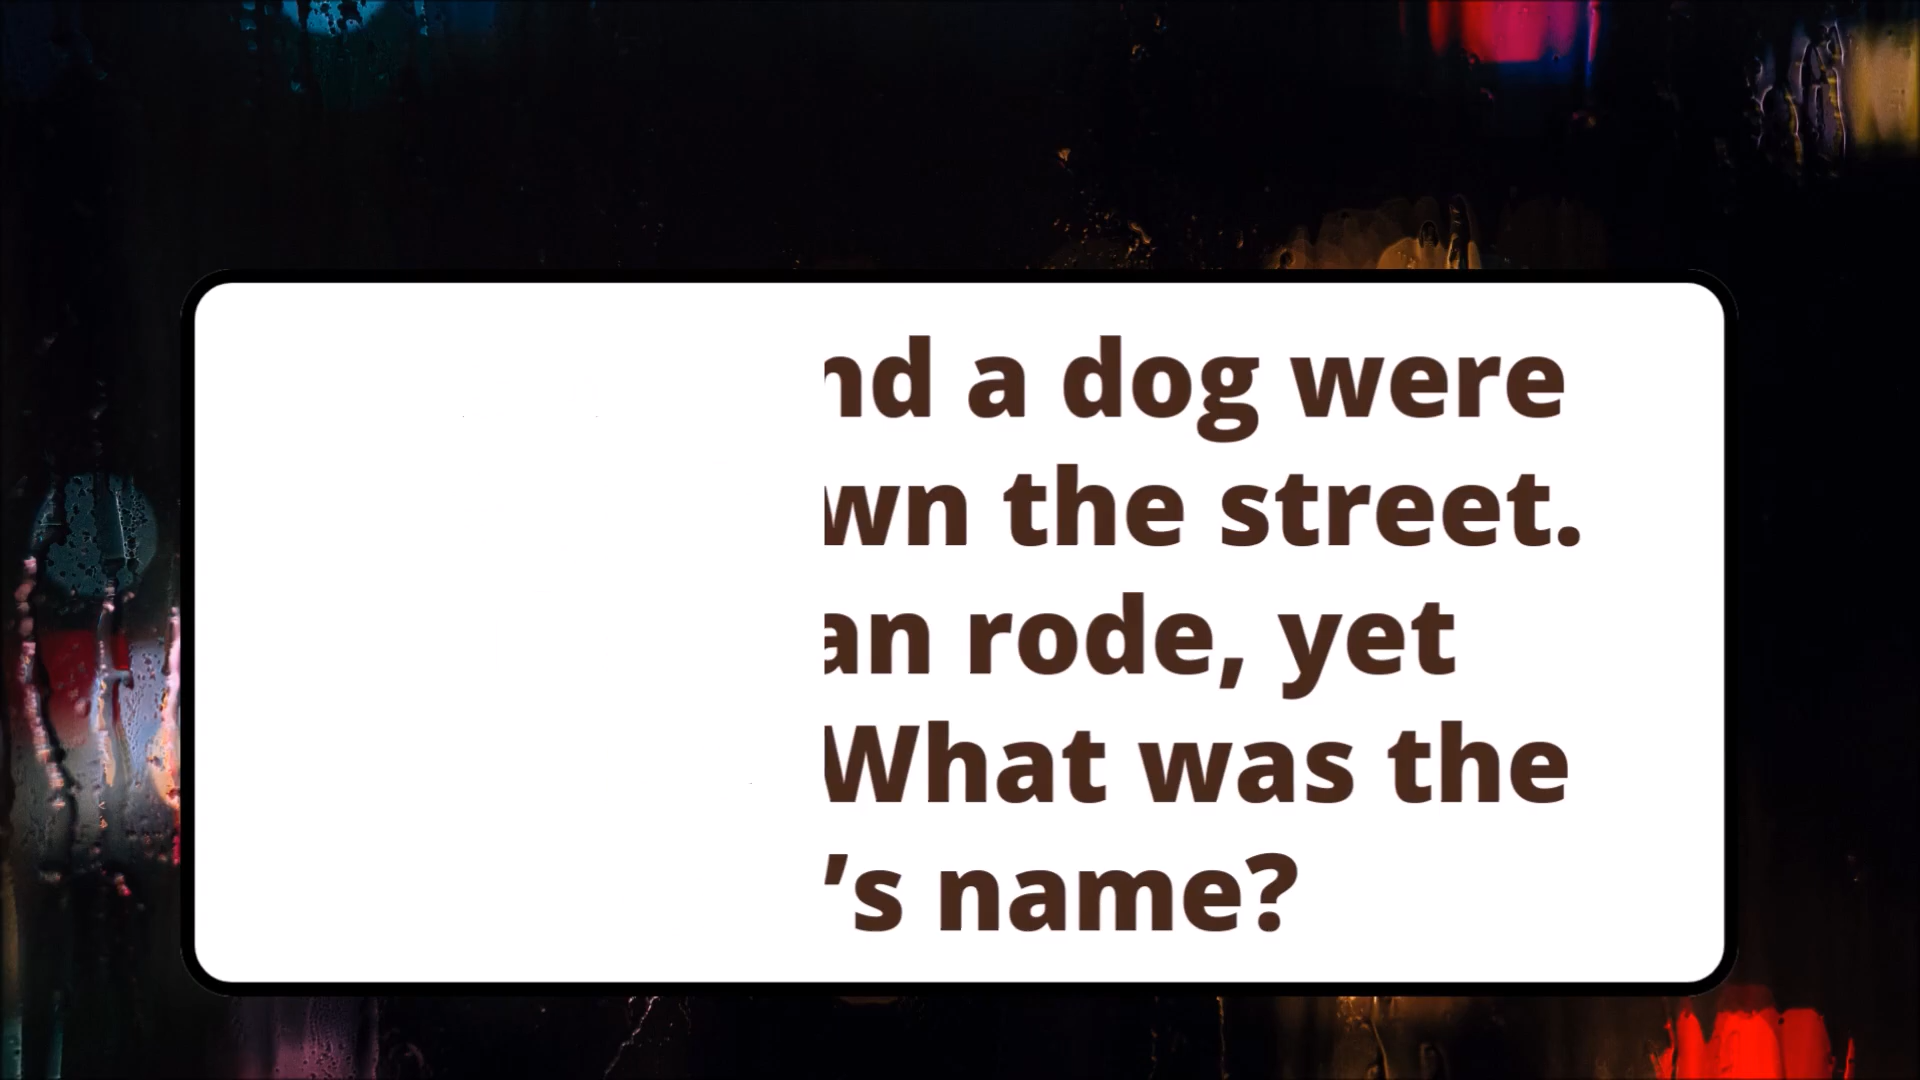 nd a dog were
wn the street.
an rode, yet
What was the
’s name?